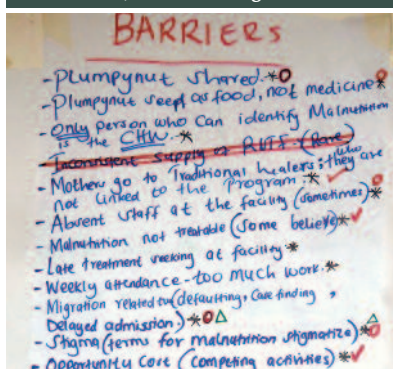 BARRIERS
- Plumpynut shared.*O
- Plumpynut seen as food, not medicine*O
- Only person who can identify Malnutrition
is the CHW. *
- Inconsistent supply of RUTF. (Rare)
- Mothers go to Traditional healers; who they are
not linked to the Program - * ✓
- Absent staff at the facility (sometimes)O
- Malnutrition not treatable (some believe)*✓
- Late treatment seeking at facility *
- Weekly attendance - too much work.*
- Migration related to (defaulting, Case finding,
Delayed admission.) *O△
- Stigma (terms for malnutrition stigmatize)*O△
- Opportunity Cost (competing activities) *✓